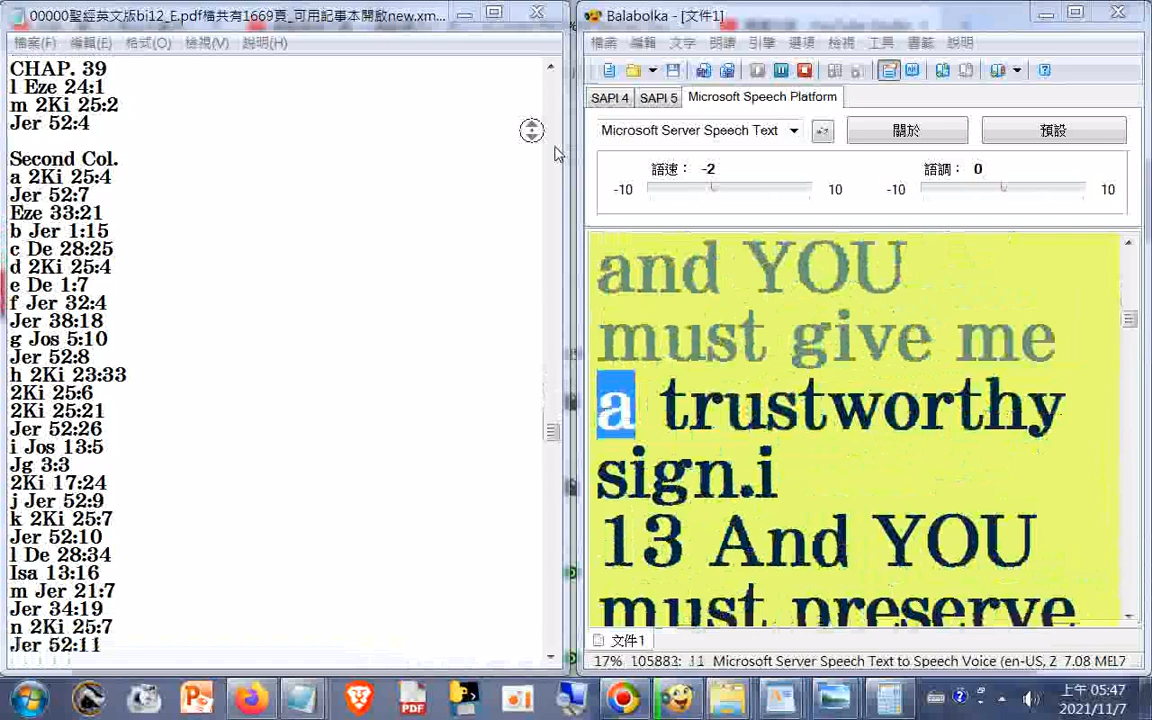 00000聖經英文版bi12_E.pdf檔共有1669頁_可用記事本開啟new.xm...
檔案(F) 編輯(E) 格式(O) 檢視(V) 說明(H)
CHAP. 39
l Eze 24:1
m 2Ki 25:2
Jer 52:4
Second Col.
a 2Ki 25:4
Jer 52:7
Eze 33:21
b Jer 1:15
c De 28:25
d 2Ki 25:4
e De 1:7
f Jer 32:4
Jer 38:18
g Jos 5:10
Jer 52:8
h 2Ki 23:33
2Ki 25:6
2Ki 25:21
Jer 52:26
i Jos 13:5
Jg 3:3
2Ki 17:24
j Jer 52:9
k 2Ki 25:7
Jer 52:10
l De 28:34
Isa 13:16
m Jer 21:7
Jer 34:19
n 2Ki 25:7
Jer 52:11
Balabolka - [文件1]
檔案 編輯 文字 朗讀 引擎 選項 檢視 工具 書籤 說明
SAPI 4 SAPI 5 Microsoft Speech Platform
Microsoft Server Speech Text 關於 預設
語速： -2 語調： 0
-10 10 -10 10
and YOU
must give me
a trustworthy
sign.i
13 And YOU
must preserve
文件1
17% 105883: 11 Microsoft Server Speech Text to Speech Voice (en-US, 2 7.08 ME
上午 05:47
2021/11/7